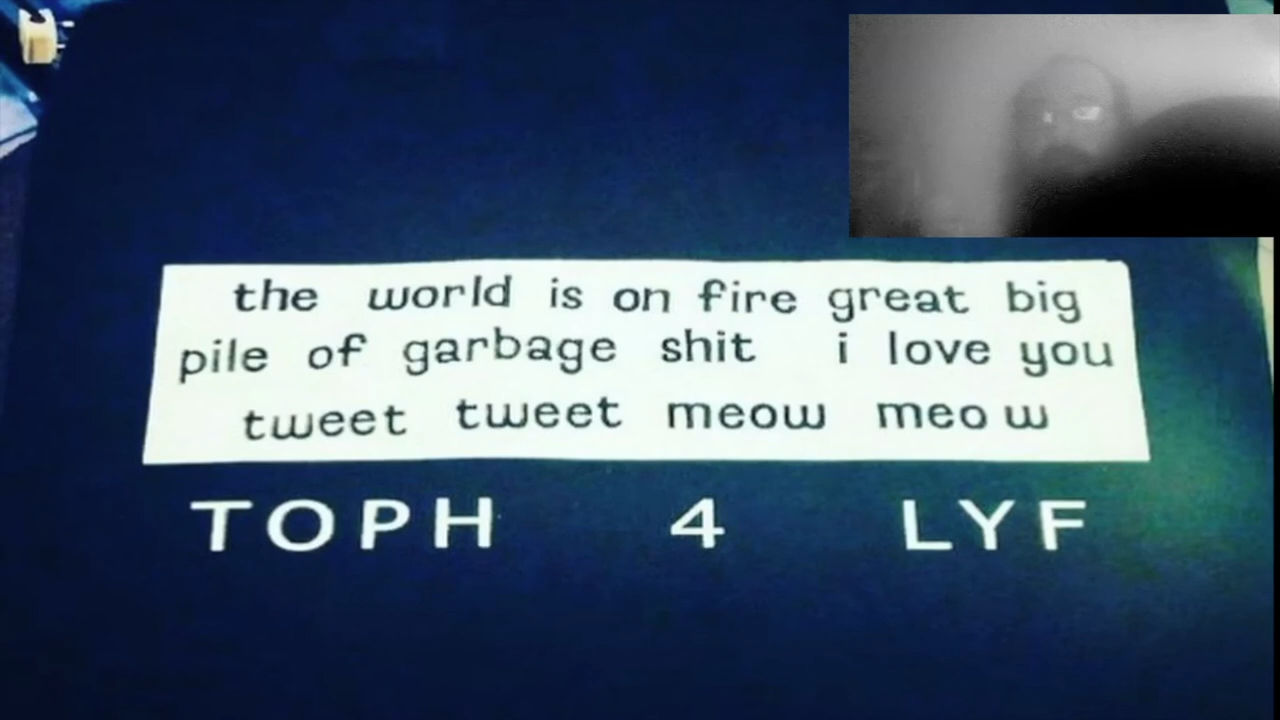 the world is on fire great big
pile of garbage shit i love you
tweet tweet meow meow
TOPH 4 LYF